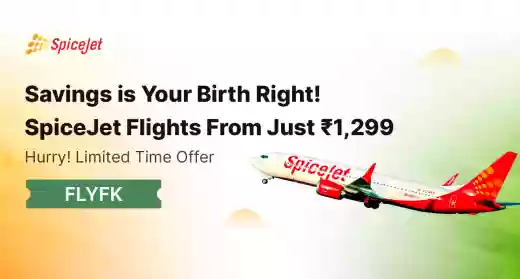 SpiceJet
Savings is Your Birth Right!
SpiceJet Flights From Just ₹1,299
Hurry! Limited Time Offer
FLYFK
SpiceJet